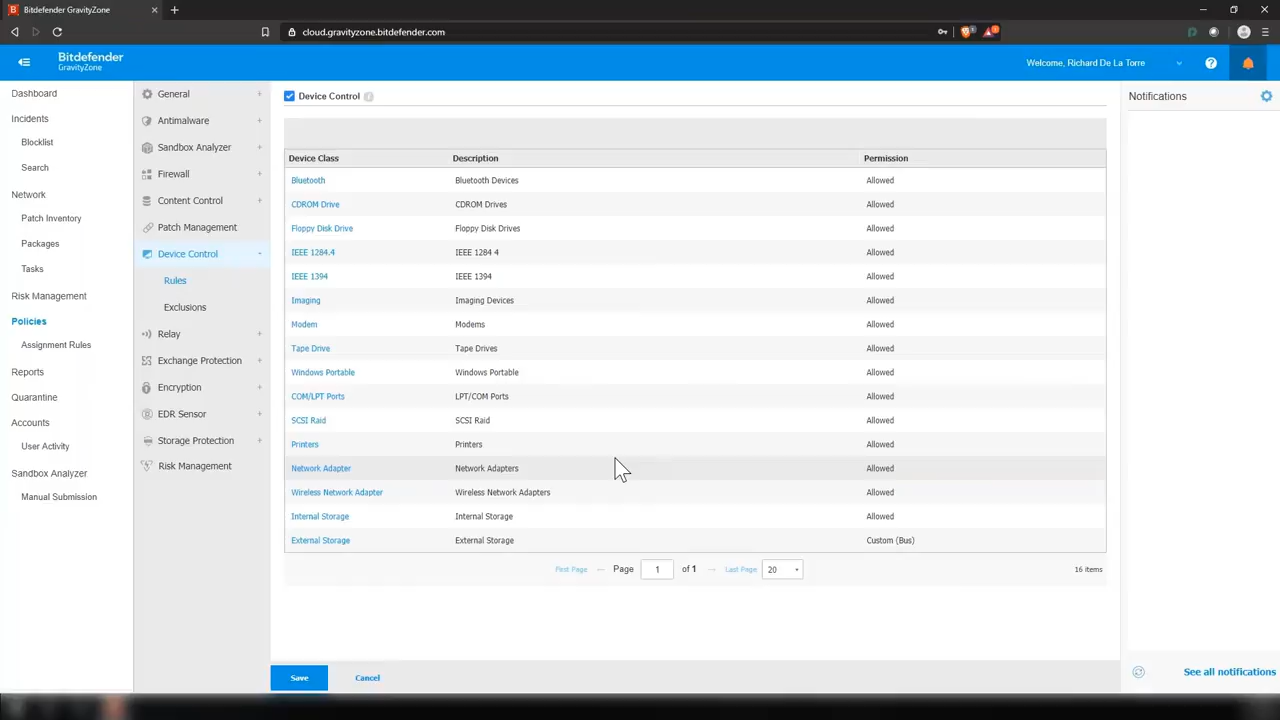 Bitdefender GravityZone
cloud.gravityzone.bitdefender.com
Bitdefender
GravityZone
Welcome, Richard De La Torre
Dashboard
Incidents
Blocklist
Search
Network
Patch Inventory
Packages
Tasks
Risk Management
Policies
Assignment Rules
Reports
Quarantine
Accounts
User Activity
Sandbox Analyzer
Manual Submission
General +
Antimalware +
Sandbox Analyzer +
Firewall +
Content Control +
Patch Management
Device Control -
Rules
Exclusions
Relay +
Exchange Protection +
Encryption +
EDR Sensor +
Storage Protection +
Risk Management
Device Control
Device Class Description Permission
Bluetooth Bluetooth Devices Allowed
CDROM Drive CDROM Drives Allowed
Floppy Disk Drive Floppy Disk Drives Allowed
IEEE 1284.4 IEEE 1284 4 Allowed
IEEE 1394 IEEE 1394 Allowed
Imaging Imaging Devices Allowed
Modem Modems Allowed
Tape Drive Tape Drives Allowed
Windows Portable Windows Portable Allowed
COM/LPT Ports LPT/COM Ports Allowed
SCSI Raid SCSI Raid Allowed
Printers Printers Allowed
Network Adapter Network Adapters Allowed
Wireless Network Adapter Wireless Network Adapters Allowed
Internal Storage Internal Storage Allowed
External Storage External Storage Custom (Bus)
First Page ← Page 1 of 1 → Last Page 20 16 items
Save Cancel
Notifications
See all notifications